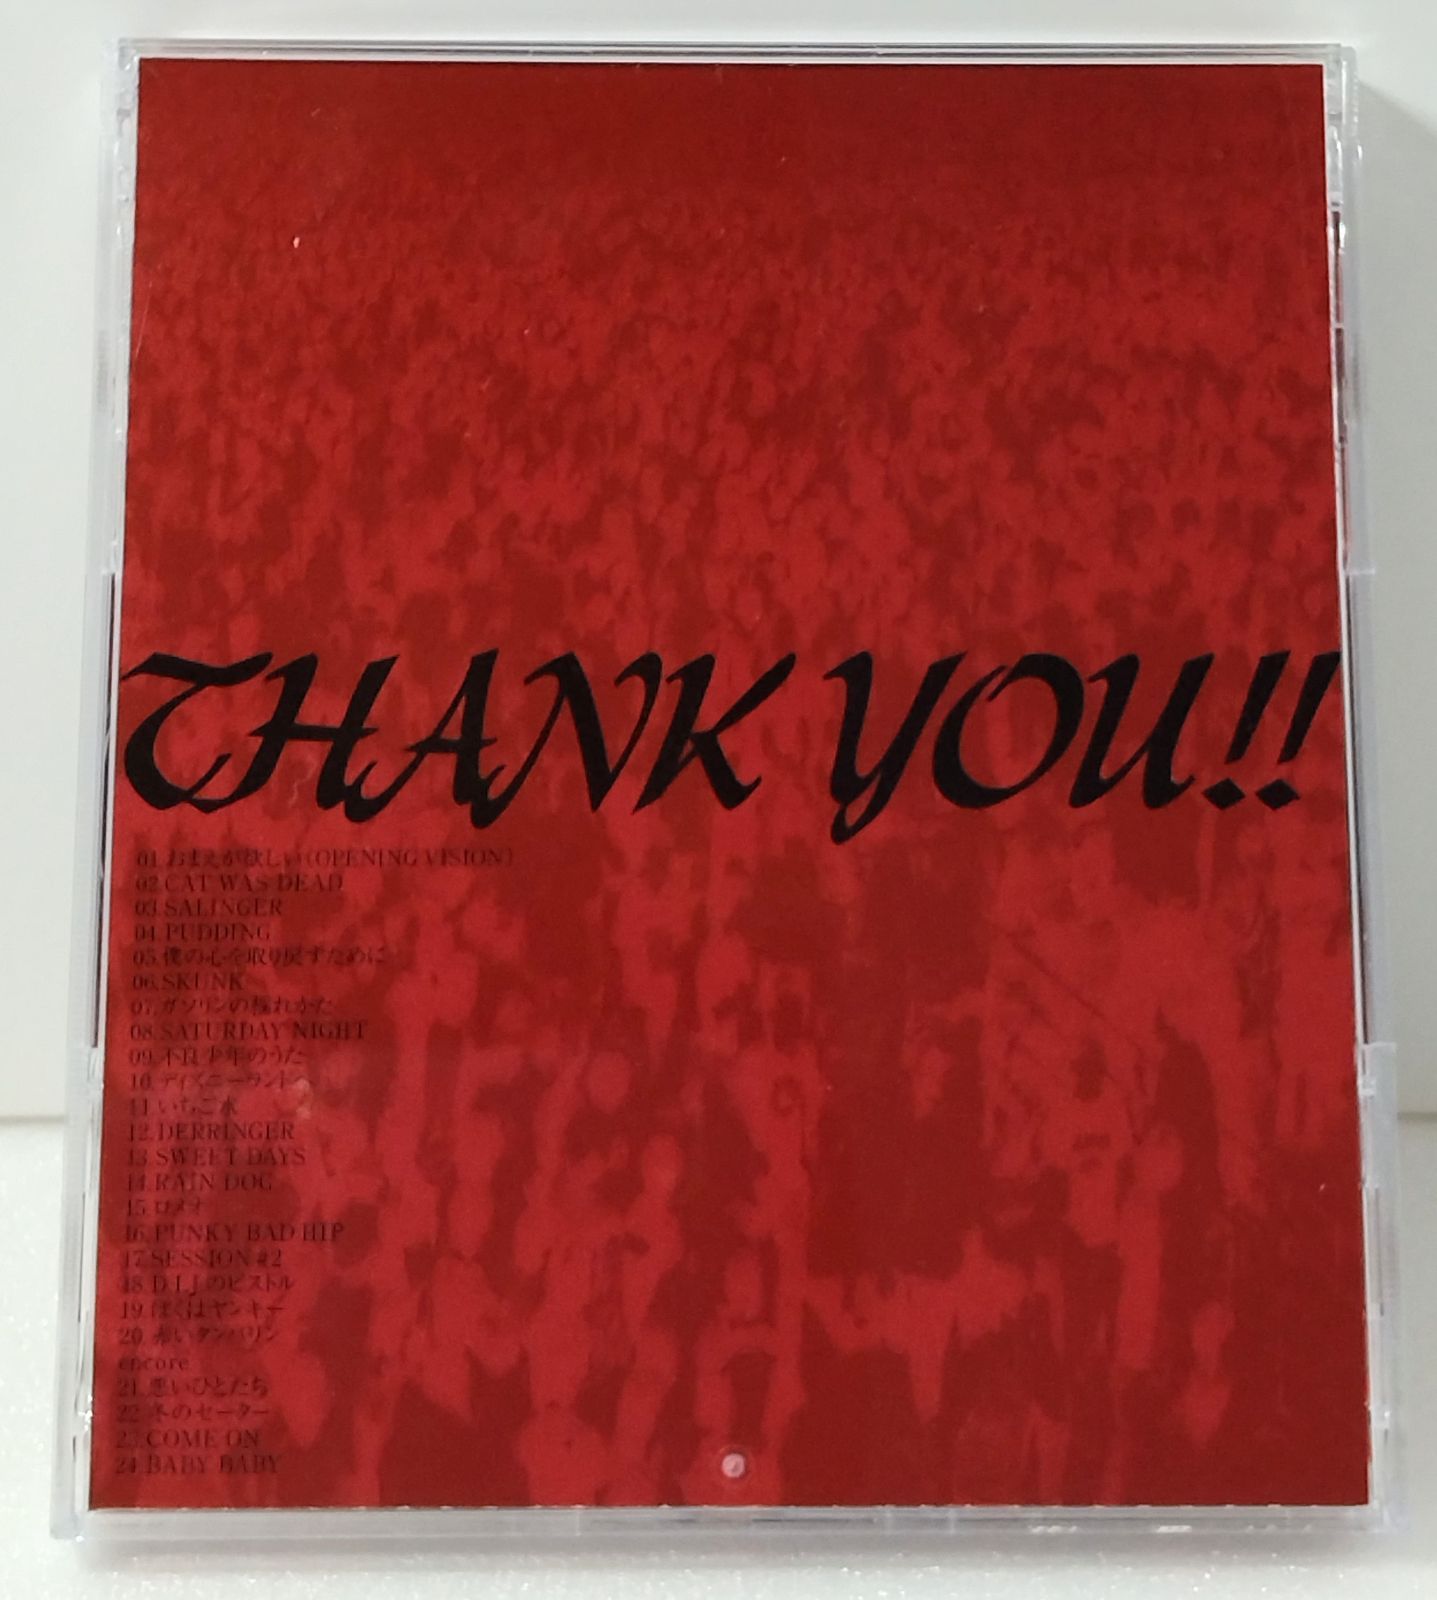 THANK YOU!!
01.おまえが欲しい(OPENING VISION)
02.CAT WAS DEAD
03.SALINGER
04.PUDDING
05.僕の心を取り戻すために
06.SKUNK
07.ガソリンの揺れかた
08.SATURDAY NIGHT
09.不良少年のうた
10.ディズニーランドへ
11.いちご水
12.DERRINGER
13.SWEET DAYS
14.RAIN DOG
15.ロメオ
16.PUNKY BAD HIP
17.SESSION #2
18.D.I.Jのピストル
19.ぼくはヤンキー
20.赤いタンバリン
encore
21.悪いひとたち
22.冬のセーター
23.COME ON
24.BABY BABY